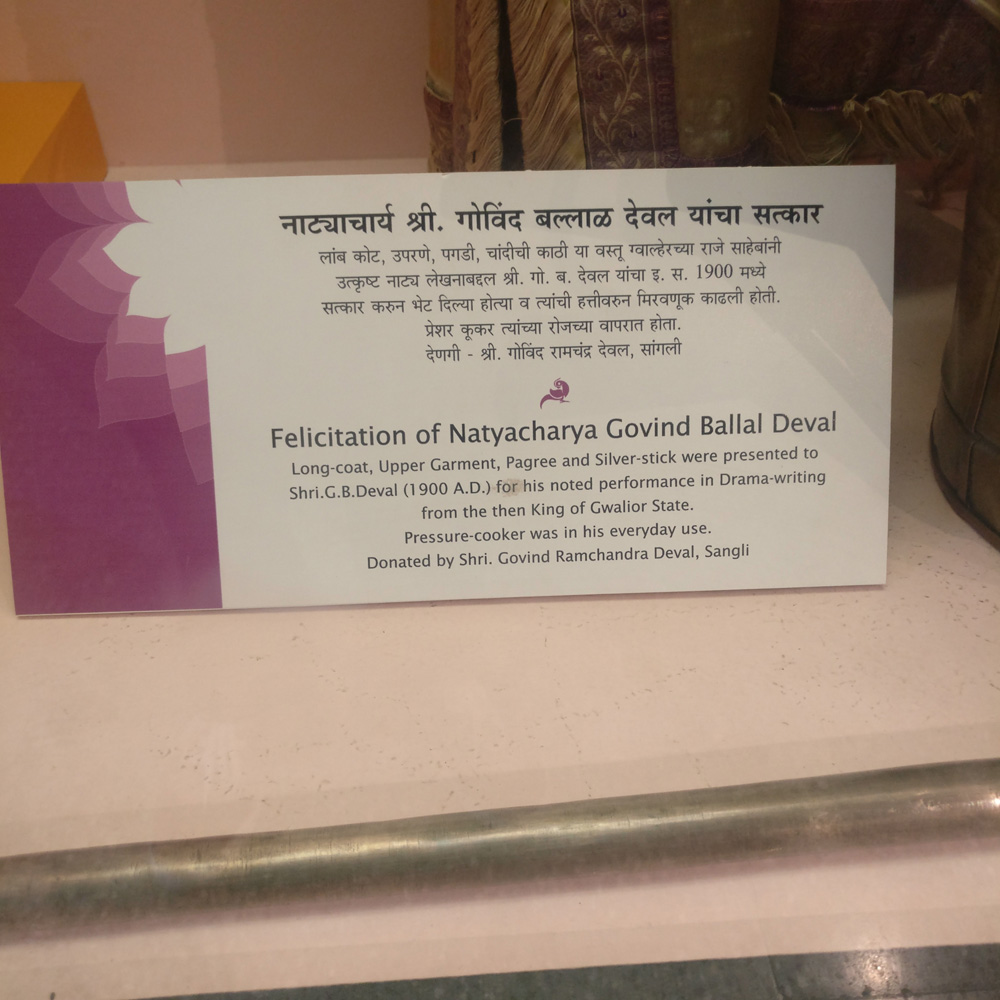 नाट्याचार्य श्री. गोविंद बल्लाळ देवल यांचा सत्कार
लांब कोट, उपरणे, पगडी, चांदीची काठी या वस्तू ग्वाल्हेरच्या राजे साहेबांनी
उत्कृष्ट नाट्य लेखनाबद्दल श्री. गो. ब. देवल यांचा इ. स. 1900 मध्ये
सत्कार करुन भेट दिल्या होत्या व त्यांची हत्तीवरुन मिरवणूक काढली होती.
प्रेशर कूकर त्यांच्या रोजच्या वापरात होता.
देणगी - श्री. गोविंद रामचंद्र देवल, सांगली
Felicitation of Natyacharya Govind Ballal Deval
Long-coat, Upper Garment, Pagree and Silver-stick were presented to
Shri.G.B.Deval (1900 A.D.) for his noted performance in Drama-writing
from the then King of Gwalior State.
Pressure-cooker was in his everyday use.
Donated by Shri. Govind Ramchandra Deval, Sangli